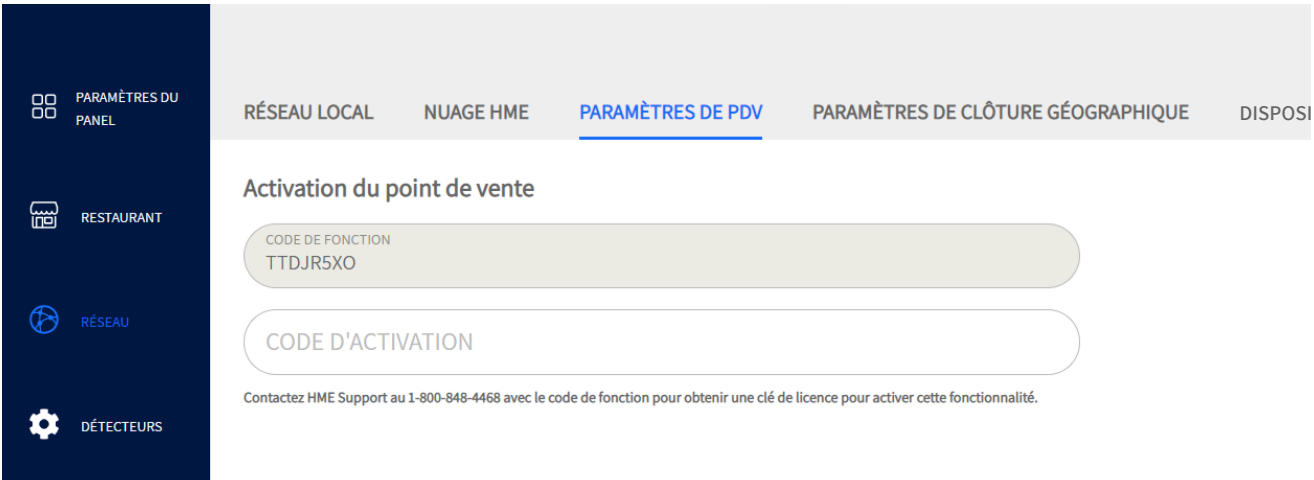 PARAMÈTRES DU
PANEL
RÉSEAU LOCAL NUAGE HME PARAMÈTRES DE PDV PARAMÈTRES DE CLÔTURE GÉOGRAPHIQUE DISPOSI
RESTAURANT
RÉSEAU
DÉTECTEURS
Activation du point de vente
CODE DE FONCTION
TTDJR5XO
CODE D'ACTIVATION
Contactez HME Support au 1-800-848-4468 avec le code de fonction pour obtenir une clé de licence pour activer cette fonctionnalité.